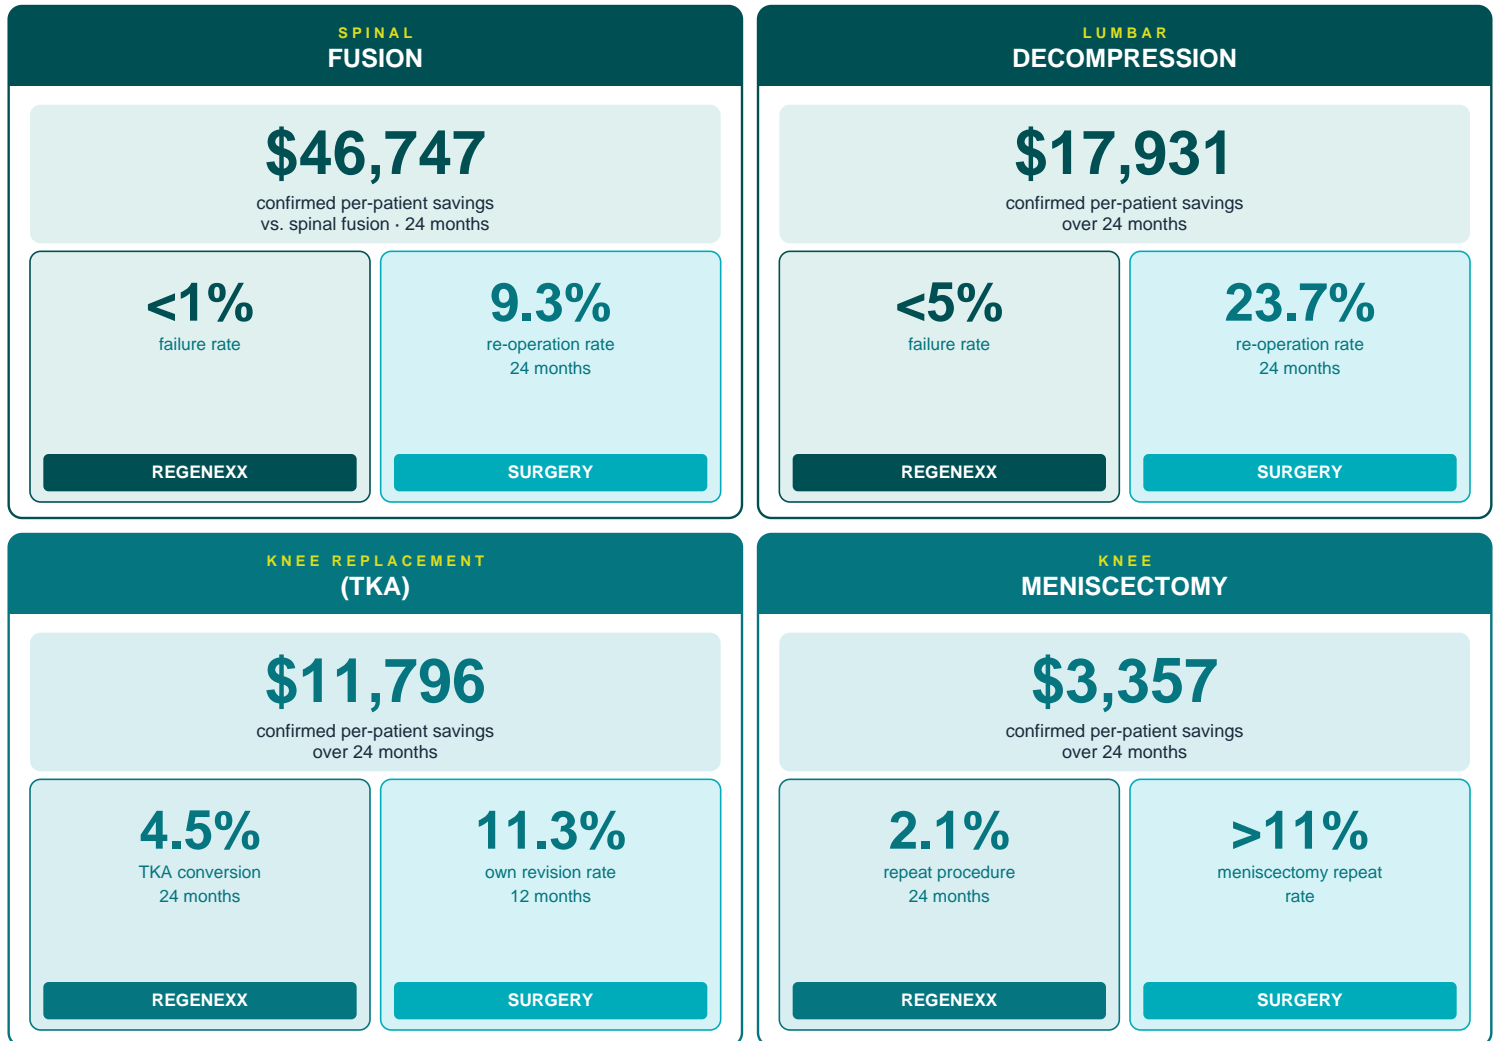 SPINAL
FUSION
$46,747
confirmed per-patient savings
vs. spinal fusion · 24 months
<1%
failure rate
REGENEXX
9.3%
re-operation rate
24 months
SURGERY
LUMBAR
DECOMPRESSION
$17,931
confirmed per-patient savings
over 24 months
<5%
failure rate
REGENEXX
23.7%
re-operation rate
24 months
SURGERY
KNEE REPLACEMENT
(TKA)
$11,796
confirmed per-patient savings
over 24 months
4.5%
TKA conversion
24 months
REGENEXX
11.3%
own revision rate
12 months
SURGERY
KNEE
MENISCECTOMY
$3,357
confirmed per-patient savings
over 24 months
2.1%
repeat procedure
24 months
REGENEXX
>11%
meniscectomy repeat
rate
SURGERY